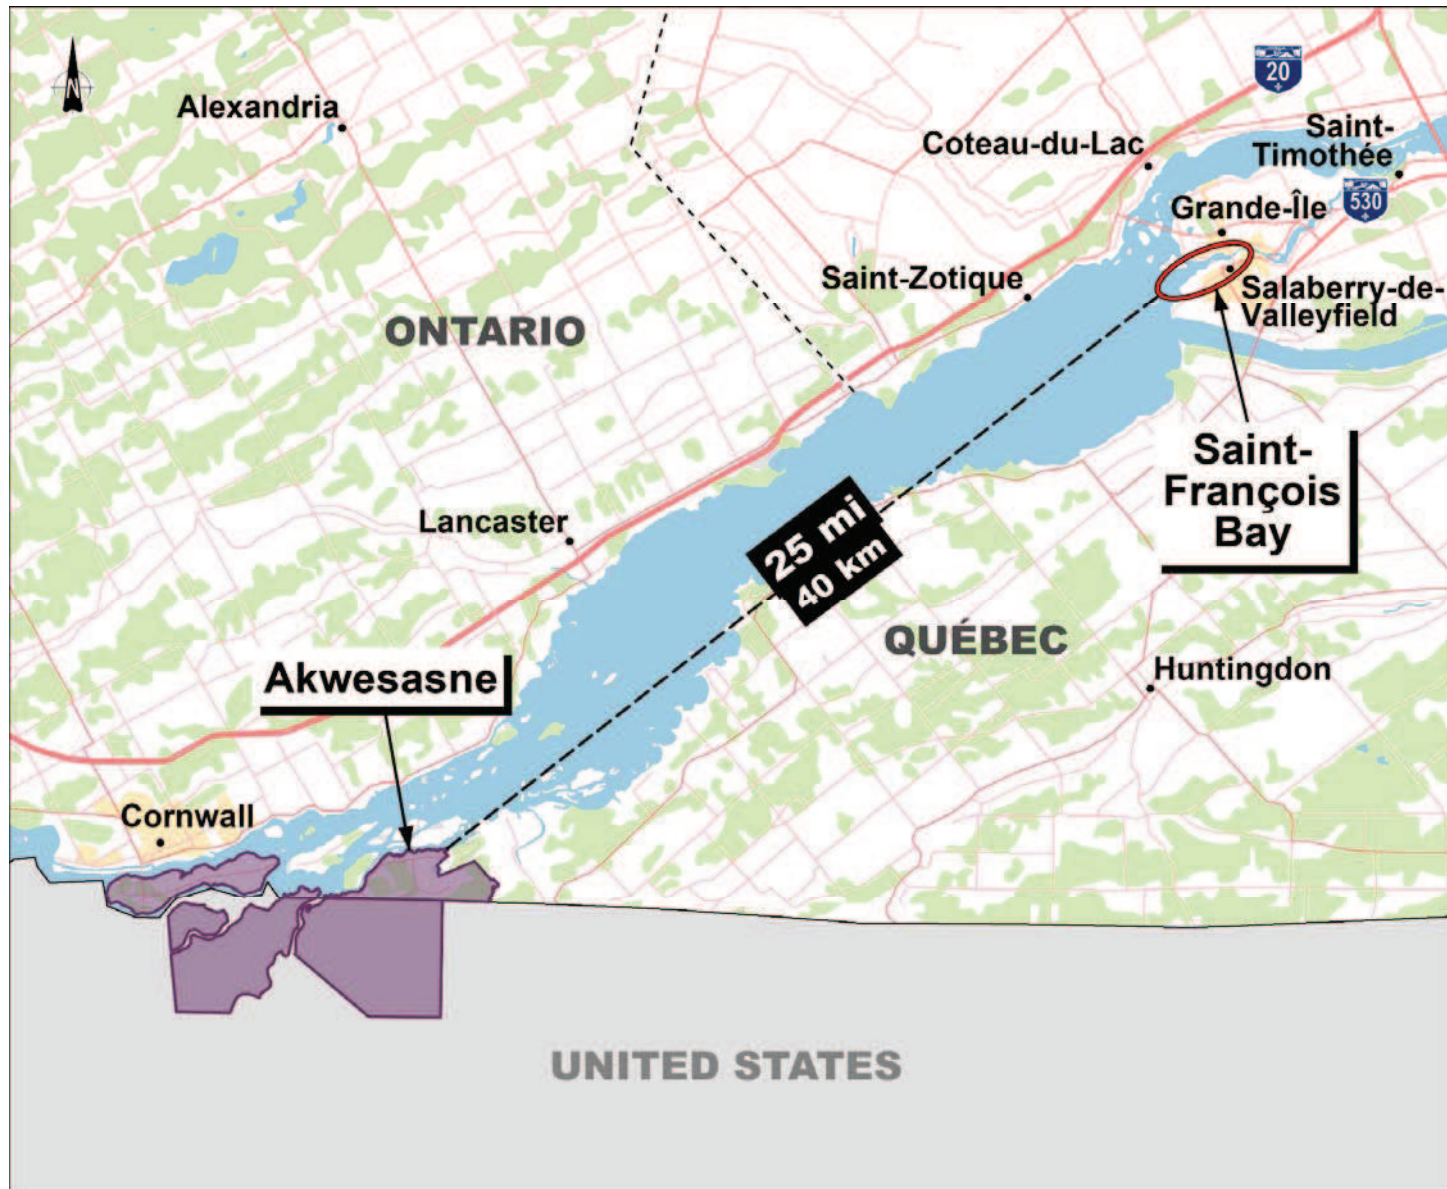 N
20
Alexandria
Saint-
Timothée
Coteau-du-Lac
530
Grande-Île
Saint-Zotique
Salaberry-de-
Valleyfield
ONTARIO
Saint-
François
Bay
25 mi
40 km
Lancaster
QUÉBEC
Huntingdon
Akwesasne
Cornwall
UNITED STATES